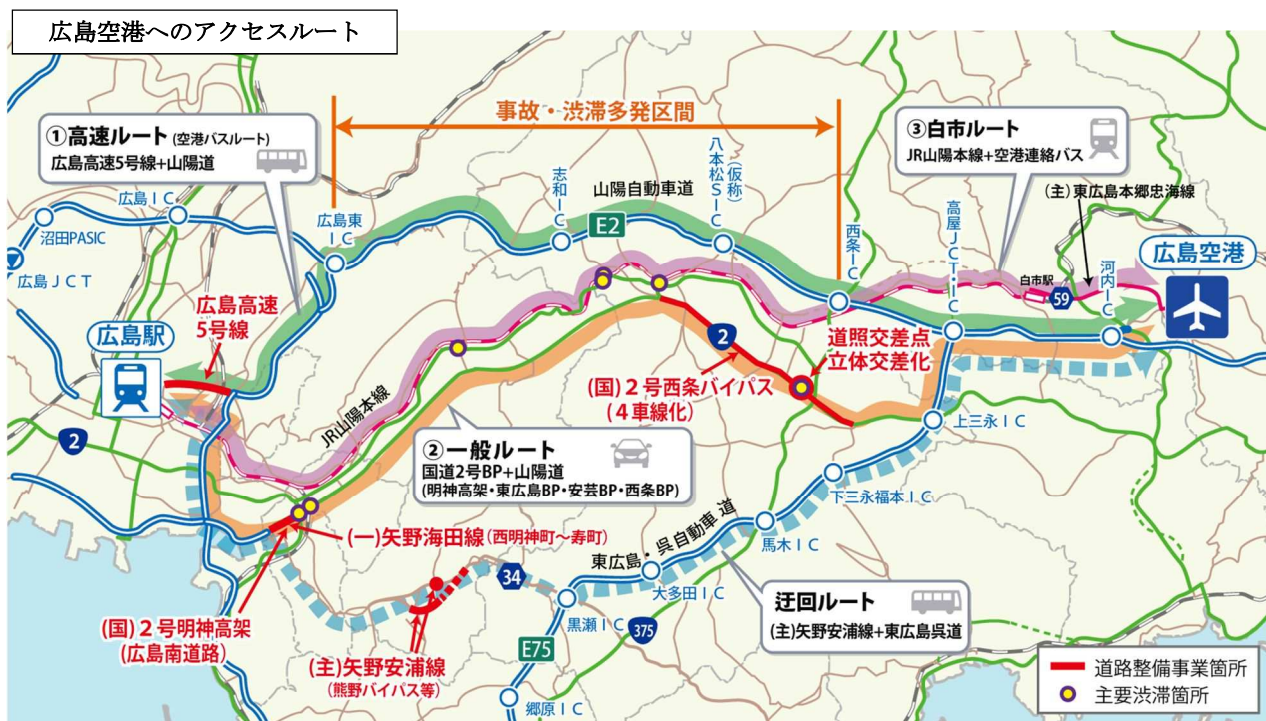 広島空港へのアクセスルート
事故・渋滞多発区間
①高速ルート(空港バスルート)
広島高速5号線+山陽道
③白市ルート
JR山陽本線+空港連絡バス
(主)東広島本郷忠海線
広島IC
沼田PASIC
広島JCT
広島東
IC
志和IC
山陽自動車道
E2
(仮称)
八本松SIC
西条IC
高屋JCT・IC
白市駅
59
河内IC
広島空港
広島高速
5号線
広島駅
2
JR山陽本線
2
道照交差点
立体交差化
(国)2号西条バイパス
(4車線化)
②一般ルート
国道2号BP+山陽道
(明神高架・東広島BP・安芸BP・西条BP)
上三永IC
下三永福本IC
馬木IC
東広島・呉自動車道
大多田IC
(一)矢野海田線(西明神町~寿町)
34
黒瀬IC
375
迂回ルート
(主)矢野安浦線+東広島呉道
(国)2号明神高架
(広島南道路)
(主)矢野安浦線
(熊野バイパス等)
E75
郷原IC
道路整備事業箇所
主要渋滞箇所